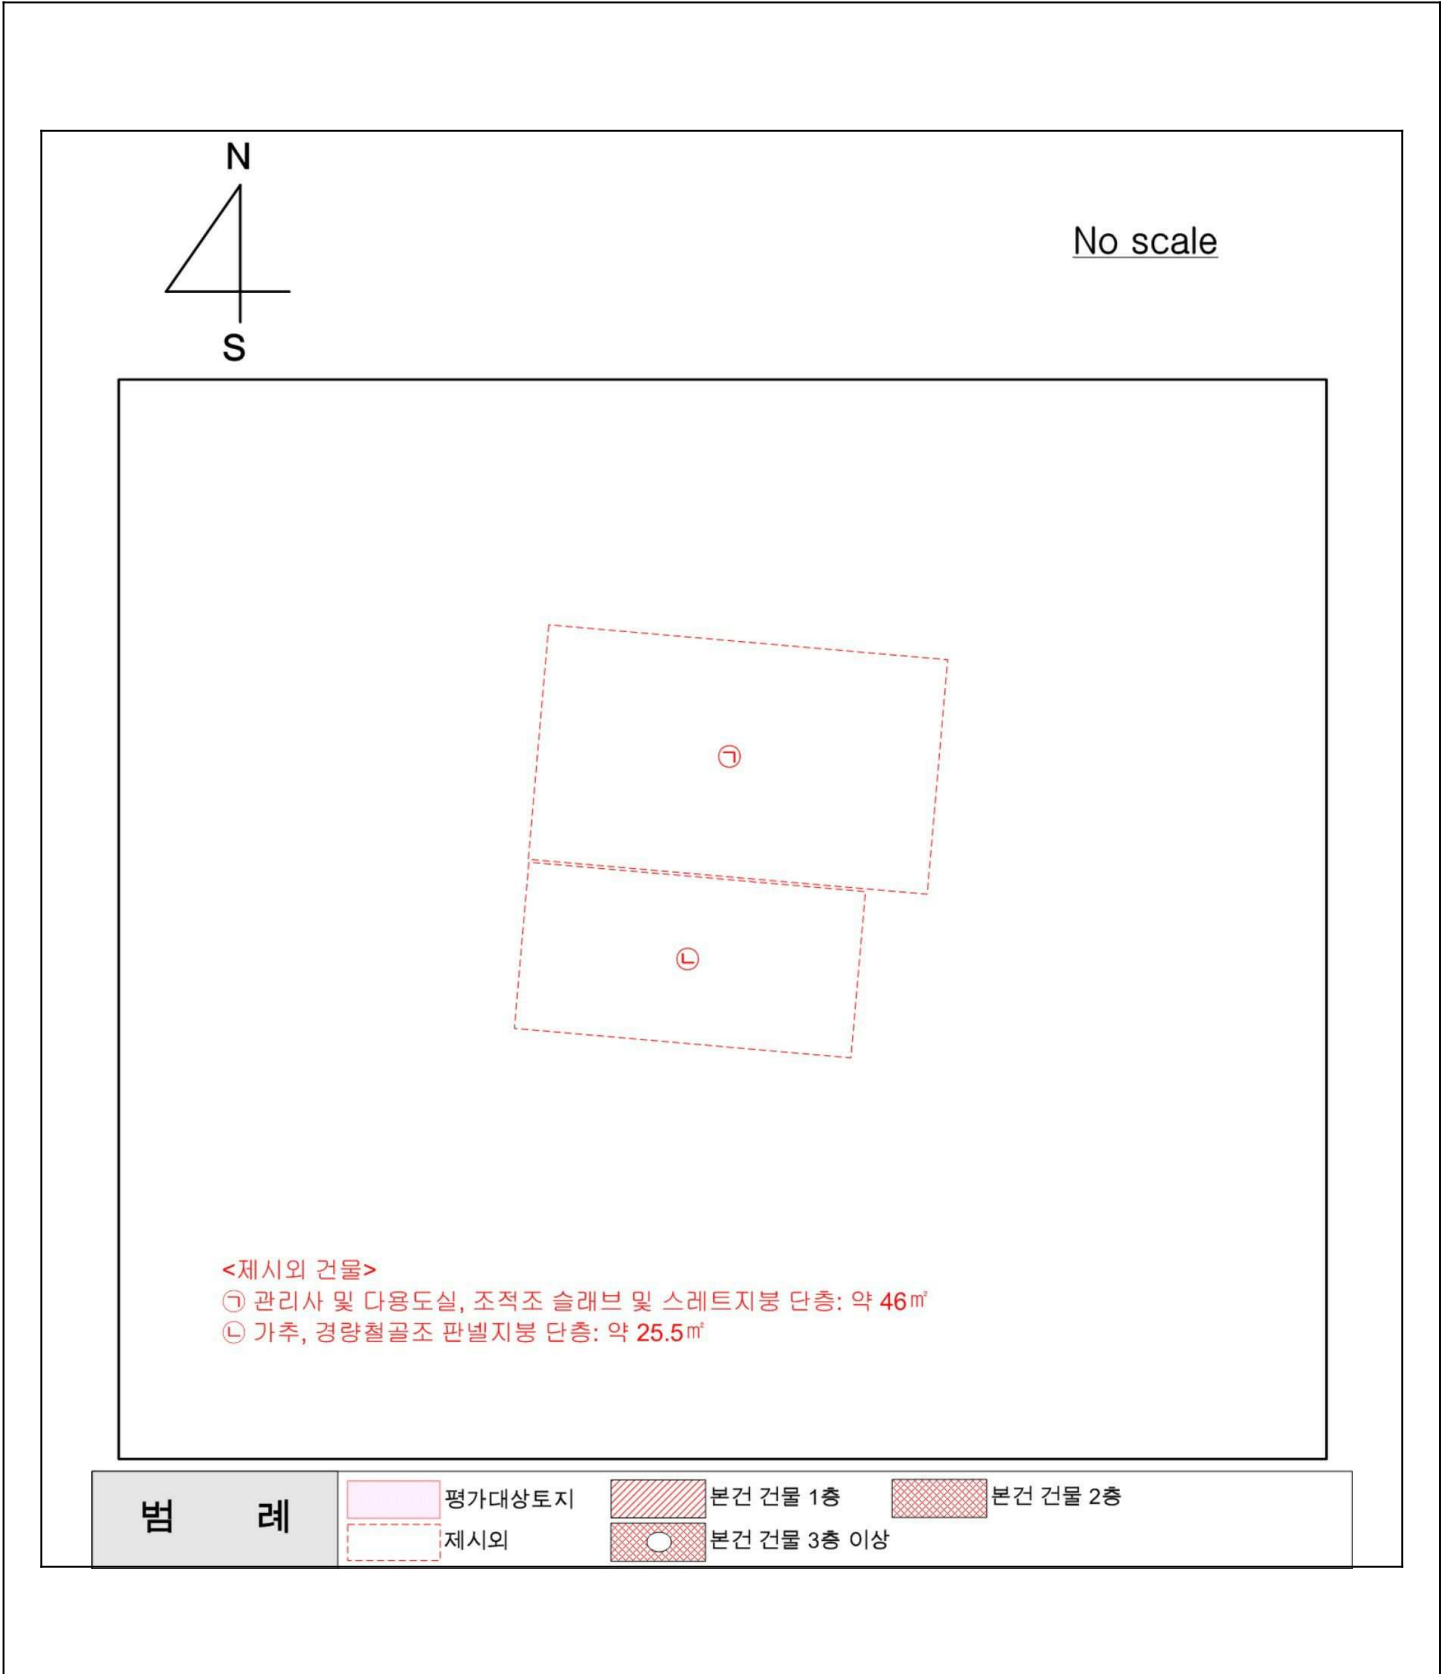 N
No scale
S
㉠
㉡
<제시외 건물>
㉠ 관리사 및 다용도실, 조적조 슬래브 및 스레트지붕 단층: 약 46㎡
㉡ 가추, 경량철골조 판넬지붕 단층: 약 25.5㎡
범 례
평가대상토지 본건 건물 1층 본건 건물 2층
제시외 본건 건물 3층 이상